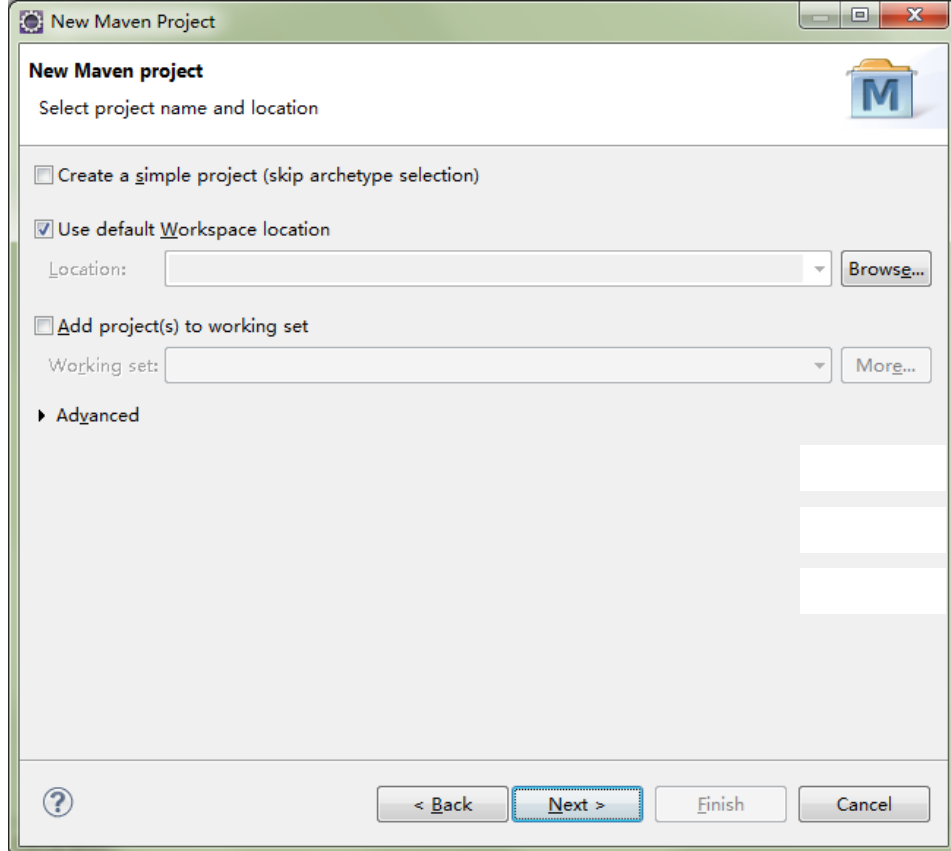 New Maven Project
New Maven project
Select project name and location
M
Create a simple project (skip archetype selection)
Use default Workspace location
Location:
Browse...
Add project(s) to working set
Working set:
More...
Advanced
?
< Back
Next >
Finish
Cancel